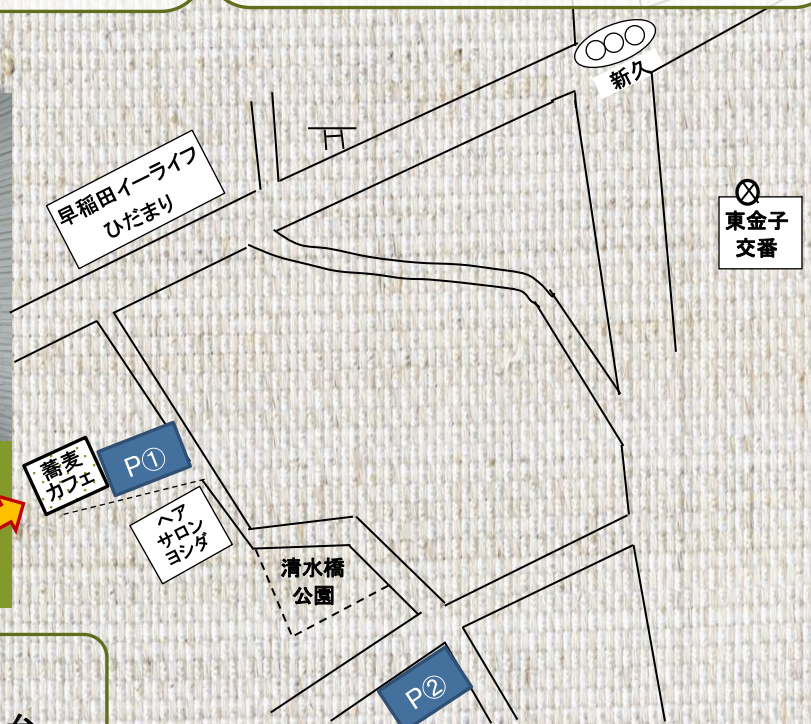 新久
早稲田イーライフ
ひだまり
東金子
交番
蕎麦
カフェ
P①
ヘア
サロン
ヨシダ
清水橋
公園
P②